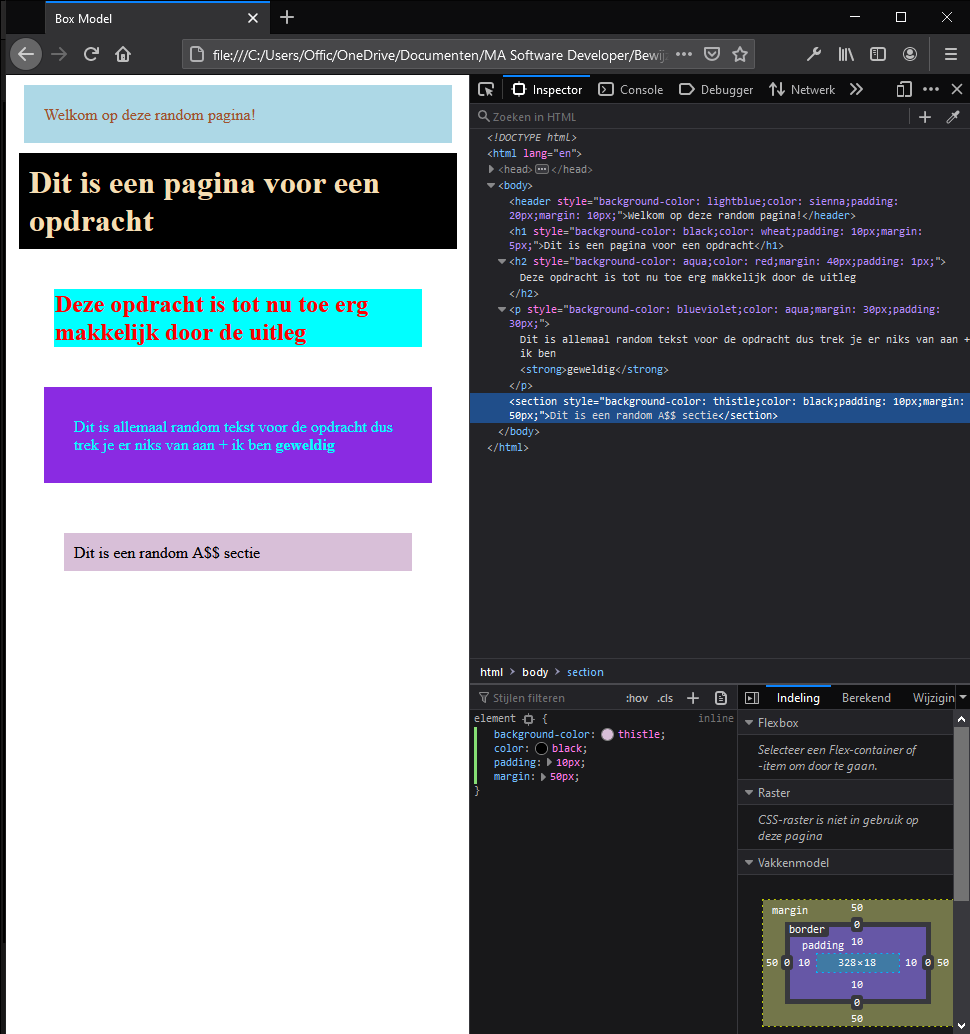 Box Model
file:///C:/Users/Offic/OneDrive/Documenten/MA Software Developer/Bewij
Welkom op deze random pagina!
Dit is een pagina voor een
opdracht
Deze opdracht is tot nu toe erg
makkelijk door de uitleg
Dit is allemaal random tekst voor de opdracht dus
trek je er niks van aan + ik ben geweldig
Dit is een random A$$ sectie
Inspector Console Debugger Netwerk
Zoeken in HTML
<!DOCTYPE html>
<html lang="en">
<head>⋯</head>
<body>
<header style="background-color: lightblue;color: sienna;padding:
20px;margin: 10px;">Welkom op deze random pagina!</header>
<h1 style="background-color: black;color: wheat;padding: 10px;margin:
5px;">Dit is een pagina voor een opdracht</h1>
<h2 style="background-color: aqua;color: red;margin: 40px;padding: 1px;">
Deze opdracht is tot nu toe erg makkelijk door de uitleg
</h2>
<p style="background-color: blueviolet;color: aqua;margin: 30px;padding:
30px;">
Dit is allemaal random tekst voor de opdracht dus trek je er niks van aan +
ik ben
<strong>geweldig</strong>
</p>
<section style="background-color: thistle;color: black;padding: 10px;margin:
50px;">Dit is een random A$$ sectie</section>
</body>
</html>
html > body > section
Stijlen filteren :hov .cls +
element { inline
background-color: thistle;
color: black;
padding: 10px;
margin: 50px;
}
Indeling Berekend Wijzigin
Flexbox
Selecteer een Flex-container of
-item om door te gaan.
Raster
CSS-raster is niet in gebruik op
deze pagina
Vakkenmodel
margin 50
border 0
padding 10
50 0 10 328×18 10 0 50
10
0
50